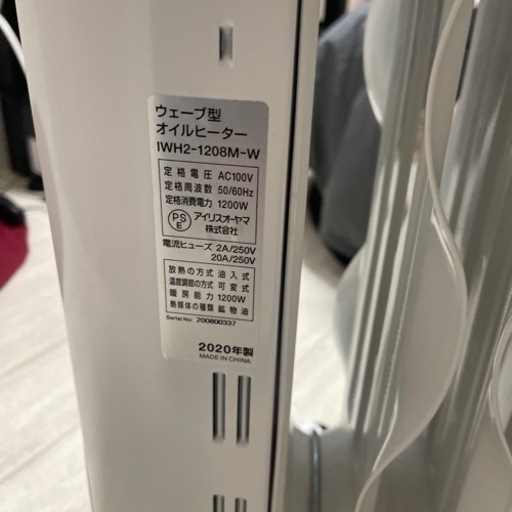 ウェーブ型
オイルヒーター
IWH2-1208M-W
定格電圧 AC100V
定格周波数 50/60Hz
定格消費電力 1200W
PSE アイリスオーヤマ
株式会社
電流ヒューズ 2A/250V
20A/250V
放熱の方式 油入式
温度調節の方式 可変式
暖房能力 1200W
熱媒体の種類 鉱物油
Serial No: 200800337
2020年製
MADE IN CHINA